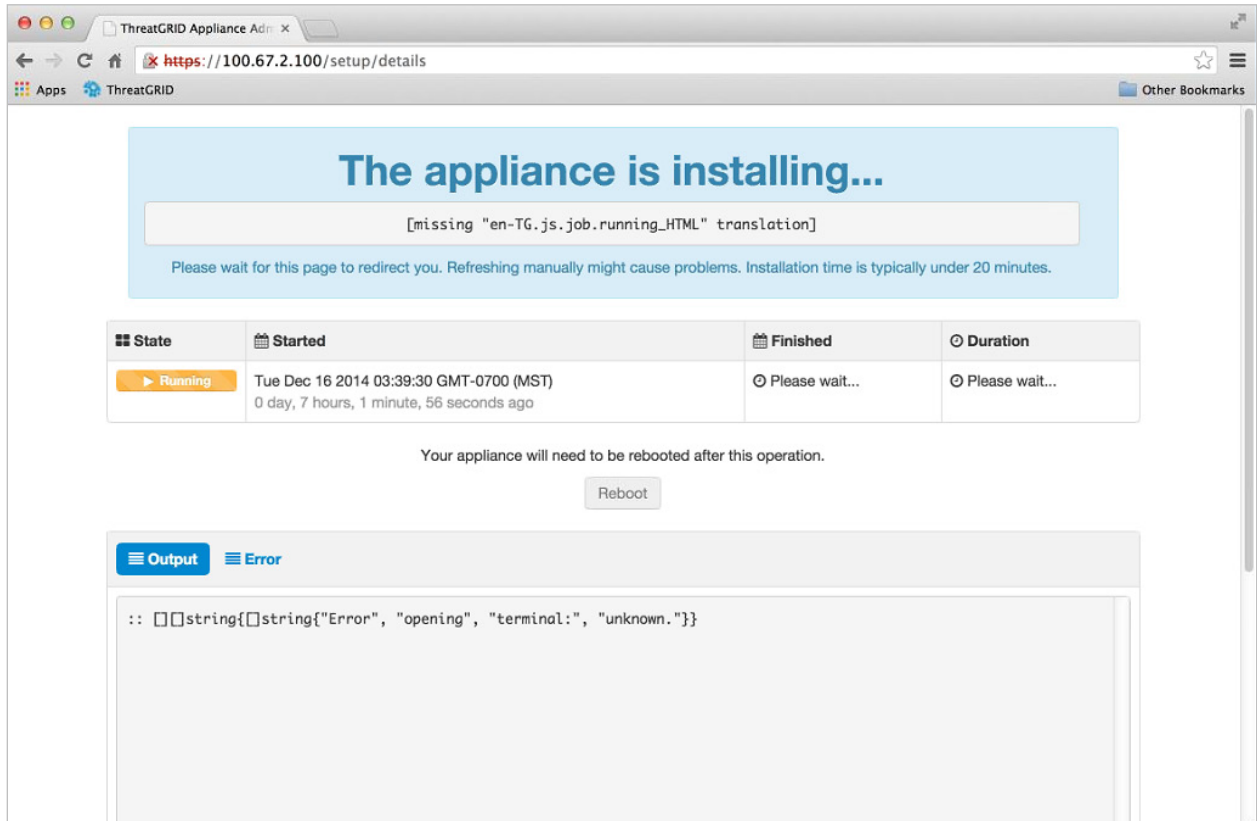 ThreatGRID Appliance Adm
https://100.67.2.100/setup/details
Apps ThreatGRID Other Bookmarks
The appliance is installing...
[missing "en-TG.js.job.running_HTML" translation]
Please wait for this page to redirect you. Refreshing manually might cause problems. Installation time is typically under 20 minutes.
State Started Finished Duration
Running Tue Dec 16 2014 03:39:30 GMT-0700 (MST) Please wait... Please wait...
0 day, 7 hours, 1 minute, 56 seconds ago
Your appliance will need to be rebooted after this operation.
Reboot
Output Error
:: [][]string{[]string{"Error", "opening", "terminal:", "unknown."}}